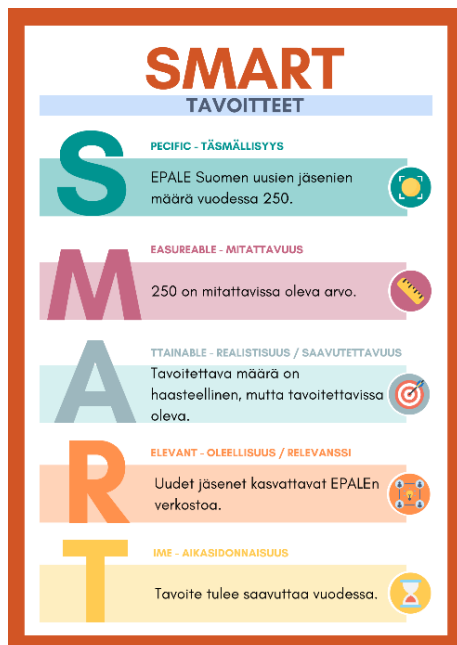 SMART
TAVOITTEET
S
PECIFIC - TÄSMÄLLISYYS
EPALE Suomen uusien jäsenien
määrä vuodessa 250.
M
EASUREABLE - MITATTAVUUS
250 on mitattavissa oleva arvo.
A
TTAINABLE - REALISTISUUS / SAAVUTETTAVUUS
Tavoitettava määrä on
haasteellinen, mutta tavoitettavissa
oleva.
R
ELEVANT - OLEELLISUUS / RELEVANSSI
Uudet jäsenet kasvattavat EPALEn
verkostoa.
T
IME - AIKASIDONNAISUUS
Tavoite tulee saavuttaa vuodessa.